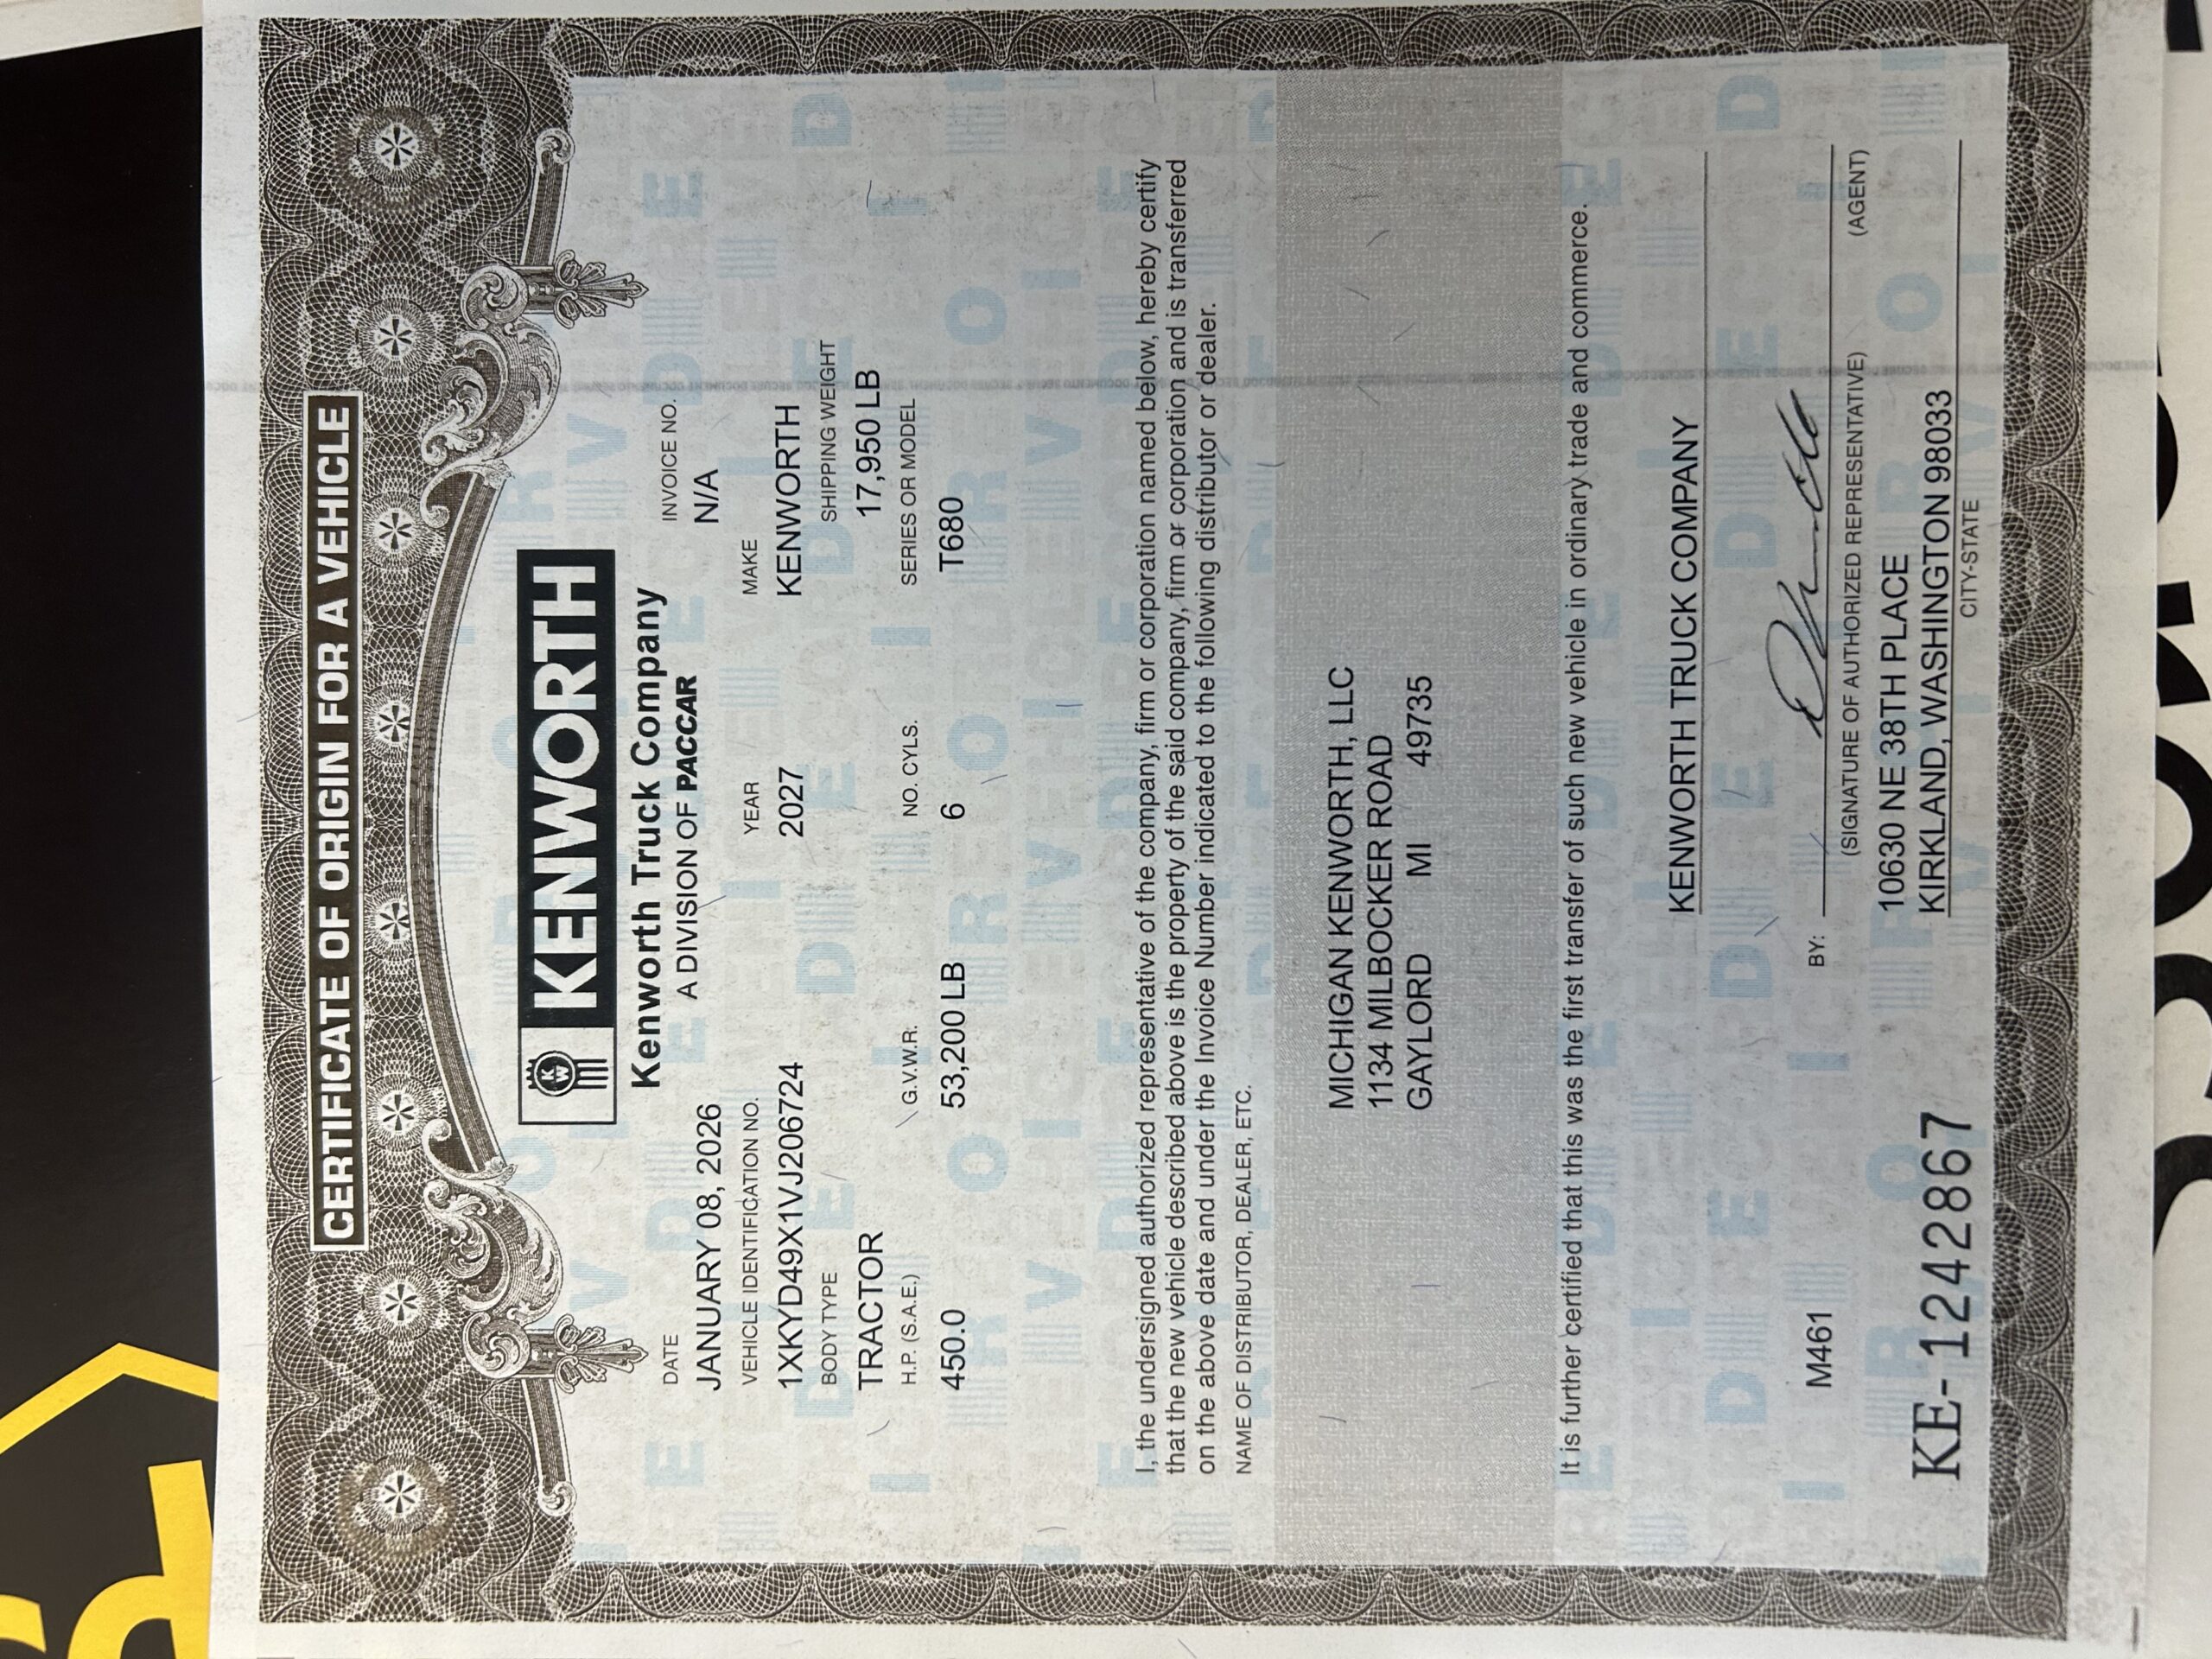 CERTIFICATE OF ORIGIN FOR A VEHICLE
KENWORTH
Kenworth Truck Company
A DIVISION OF PACCAR
DATE
INVOICE NO.
JANUARY 08, 2026
N/A
VEHICLE IDENTIFICATION NO.
YEAR
MAKE
1XKYD49X1VJ206724
2027
KENWORTH
BODY TYPE
SHIPPING WEIGHT
TRACTOR
17,950 LB
H.P. (S.A.E.)
G.V.W.R.
NO. CYLS.
SERIES OR MODEL
450.0
53,200 LB
6
T680
I, the undersigned authorized representative of the company, firm or corporation named below, hereby certify
that the new vehicle described above is the property of the said company, firm or corporation and is transferred
on the above date and under the Invoice Number indicated to the following distributor or dealer.
NAME OF DISTRIBUTOR, DEALER, ETC.
MICHIGAN KENWORTH, LLC
1134 MILBOCKER ROAD
GAYLORD MI 49735
It is further certified that this was the first transfer of such new vehicle in ordinary trade and commerce.
KENWORTH TRUCK COMPANY
M461
BY:
(SIGNATURE OF AUTHORIZED REPRESENTATIVE) (AGENT)
10630 NE 38TH PLACE
KIRKLAND, WASHINGTON 98033
CITY-STATE
KE-1242867